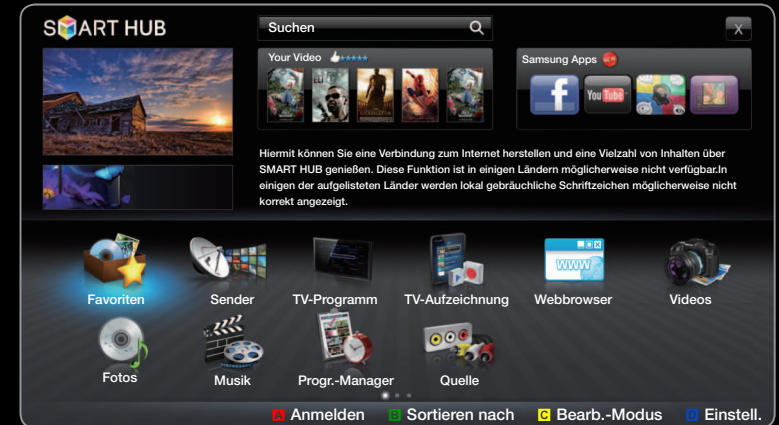 SMART HUB
Suchen
X
Your Video
Samsung Apps
f
You Tube
Hiermit können Sie eine Verbindung zum Internet herstellen und eine Vielzahl von Inhalten über
SMART HUB genießen. Diese Funktion ist in einigen Ländern möglicherweise nicht verfügbar.In
einigen der aufgelisteten Länder werden lokal gebräuchliche Schriftzeichen möglicherweise nicht
korrekt angezeigt.
www
Favoriten Sender TV-Programm TV-Aufzeichnung Webbrowser Videos
Fotos Musik Progr.-Manager Quelle
A Anmelden B Sortieren nach C Bearb.-Modus D Einstell.